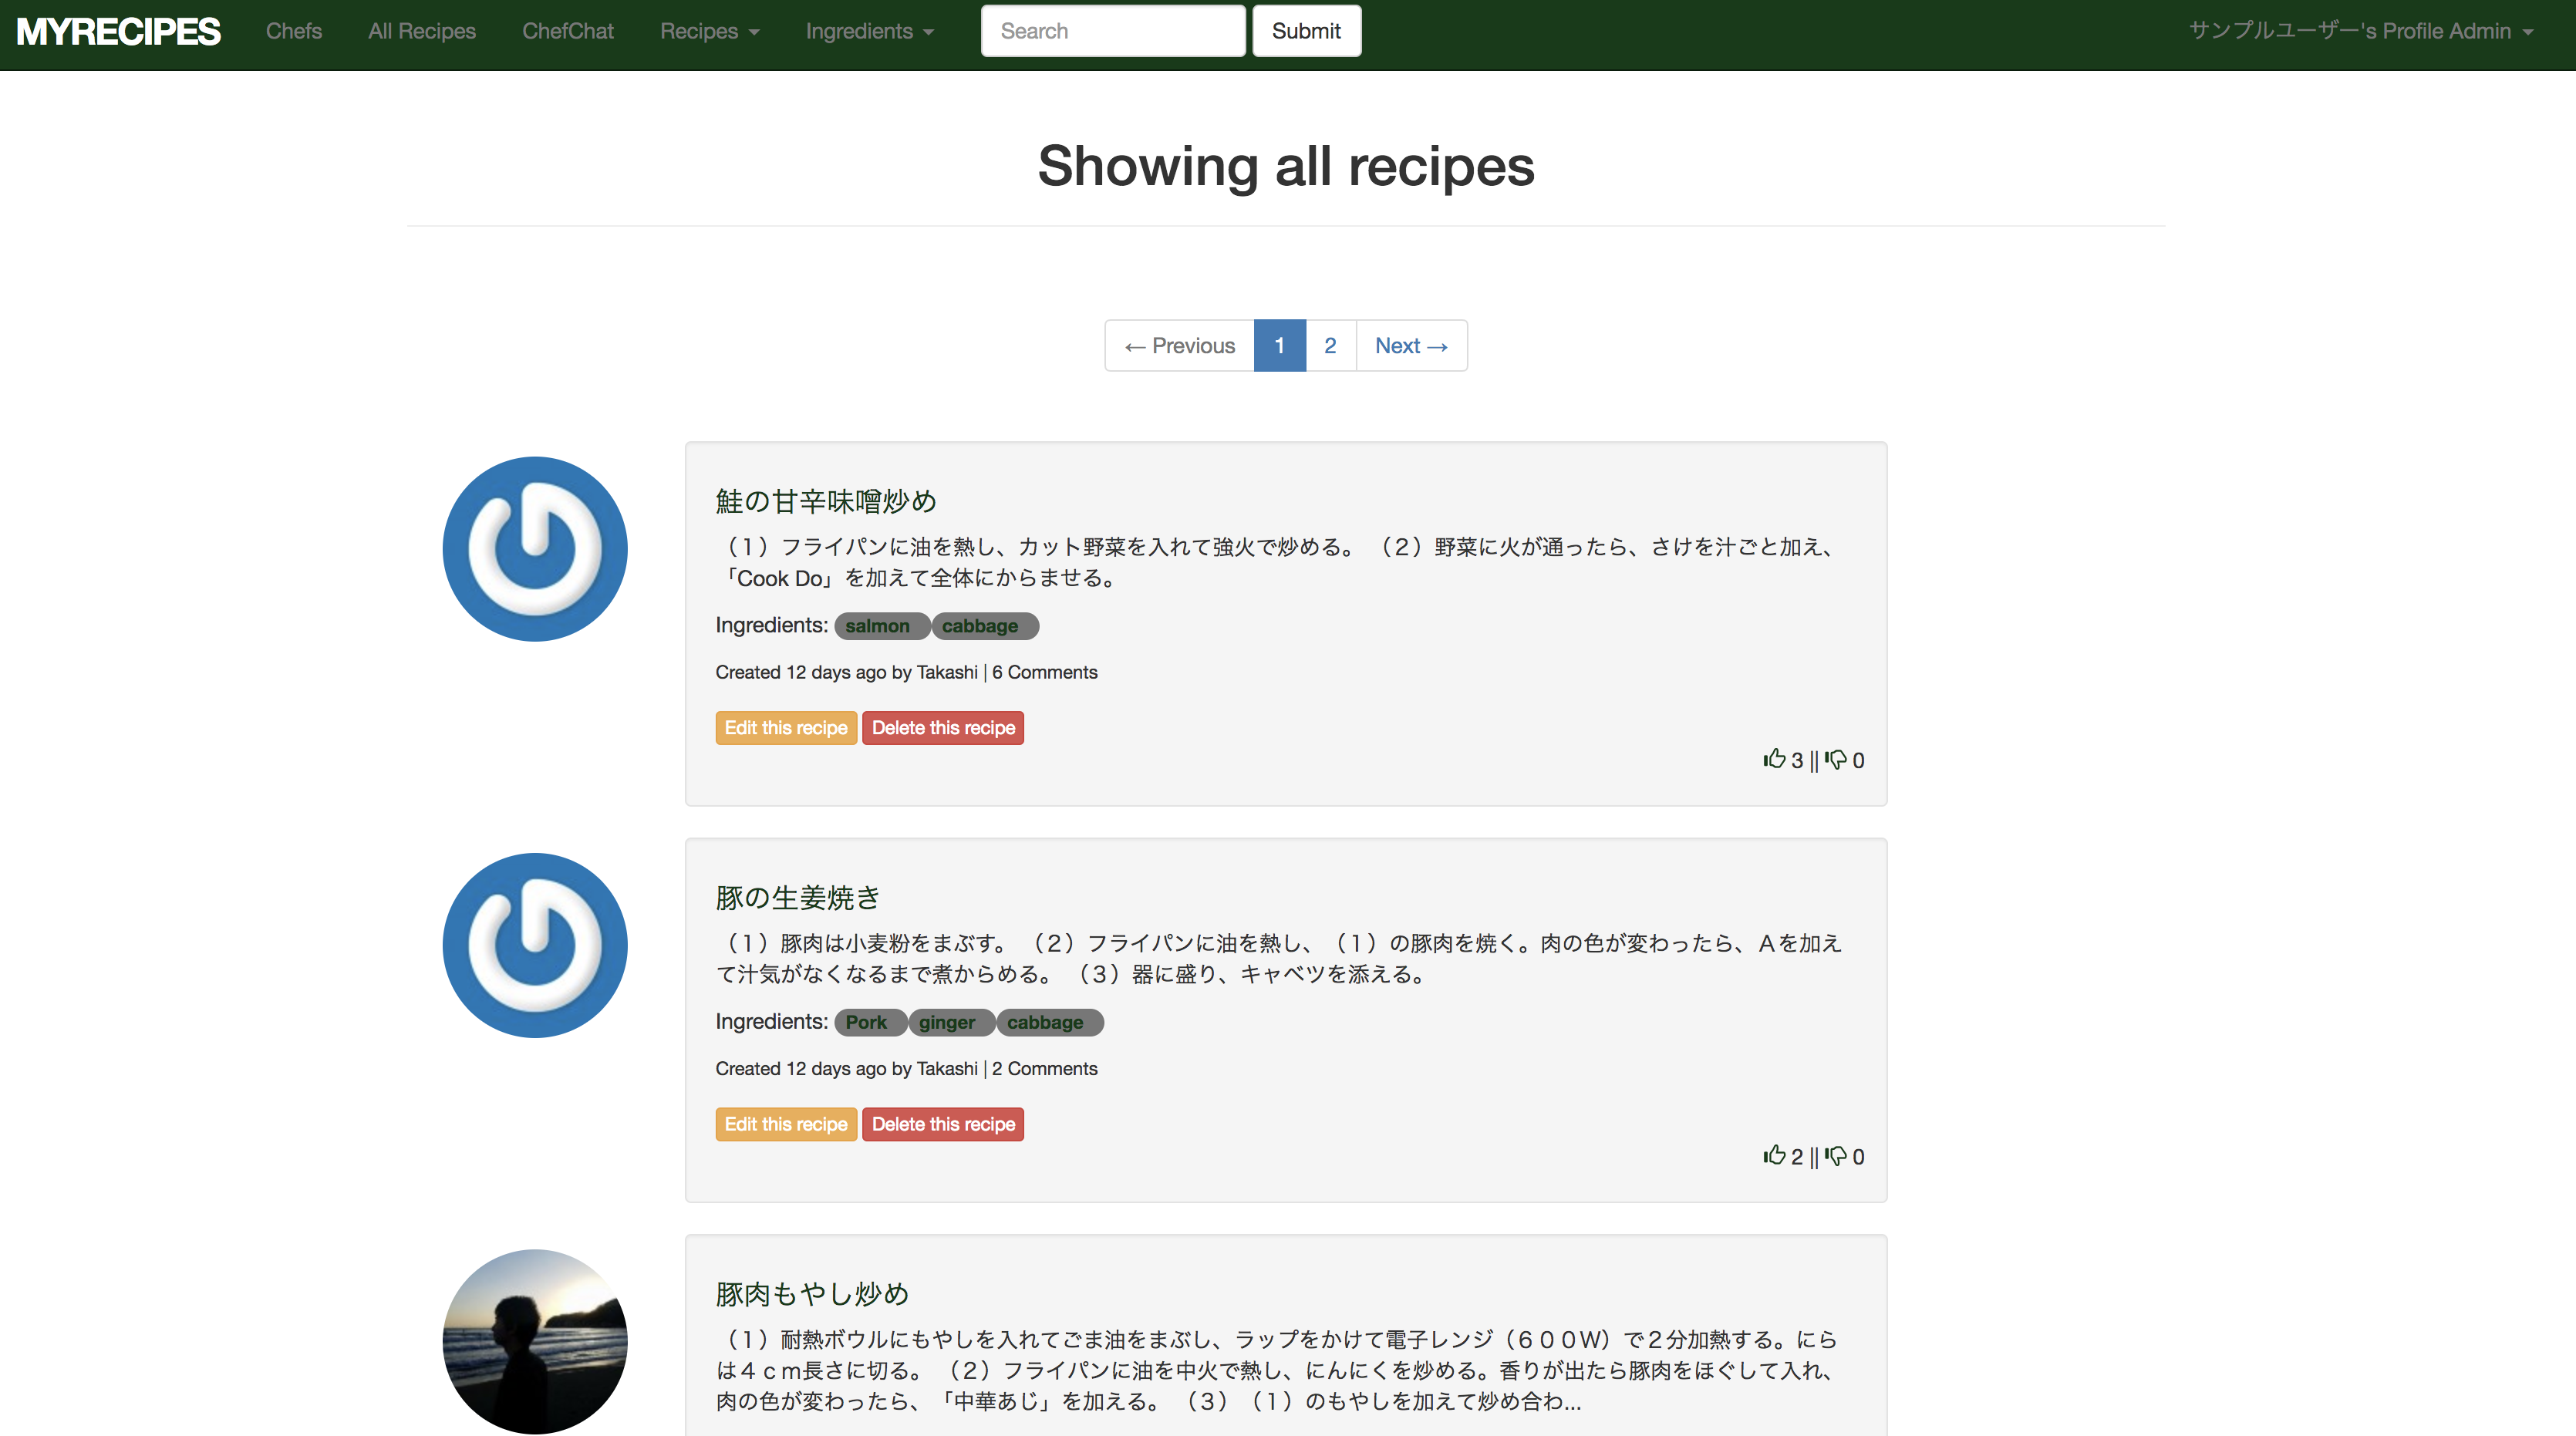 MYRECIPES Chefs All Recipes ChefChat Recipes Ingredients Search Submit サンプルユーザー's Profile Admin
Showing all recipes
← Previous 1 2 Next →
鮭の甘辛味噌炒め
（１）フライパンに油を熱し、カット野菜を入れて強火で炒める。 （２）野菜に火が通ったら、さけを汁ごと加え、
「Cook Do」を加えて全体にからませる。
Ingredients: salmon cabbage
Created 12 days ago by Takashi | 6 Comments
Edit this recipe Delete this recipe
3 || 0
豚の生姜焼き
（１）豚肉は小麦粉をまぶす。 （２）フライパンに油を熱し、（１）の豚肉を焼く。肉の色が変わったら、Ａを加え
て汁気がなくなるまで煮からめる。 （３）器に盛り、キャベツを添える。
Ingredients: Pork ginger cabbage
Created 12 days ago by Takashi | 2 Comments
Edit this recipe Delete this recipe
2 || 0
豚肉もやし炒め
（１）耐熱ボウルにもやしを入れてごま油をまぶし、ラップをかけて電子レンジ（６００Ｗ）で２分加熱する。にら
は４ｃｍ長さに切る。 （２）フライパンに油を中火で熱し、にんにくを炒める。香りが出たら豚肉をほぐして入れ、
肉の色が変わったら、「中華あじ」を加える。 （３）（１）のもやしを加えて炒め合わ...